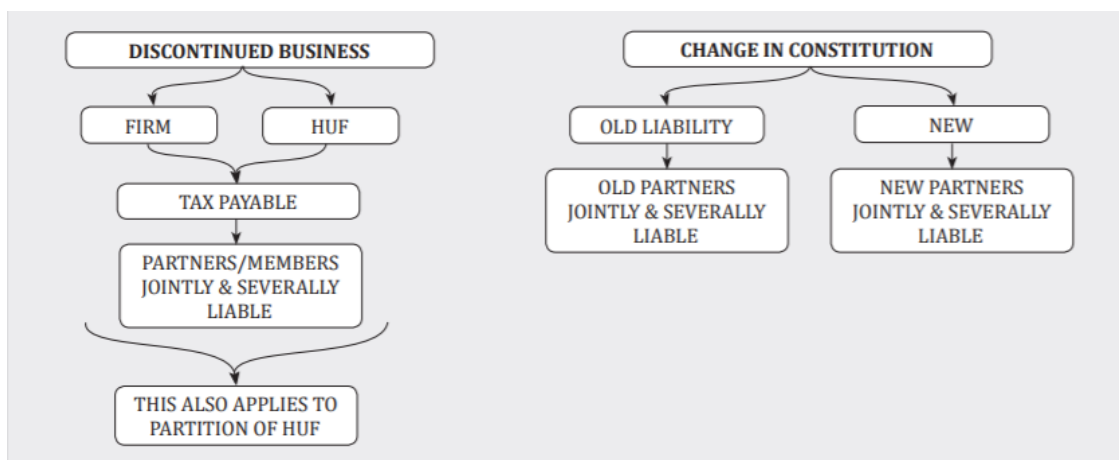 DISCONTINUED BUSINESS
FIRM
HUF
TAX PAYABLE
PARTNERS/MEMBERS
JOINTLY & SEVERALLY
LIABLE
THIS ALSO APPLIES TO
PARTITION OF HUF
CHANGE IN CONSTITUTION
OLD LIABILITY
NEW
OLD PARTNERS
JOINTLY & SEVERALLY
LIABLE
NEW PARTNERS
JOINTLY & SEVERALLY
LIABLE